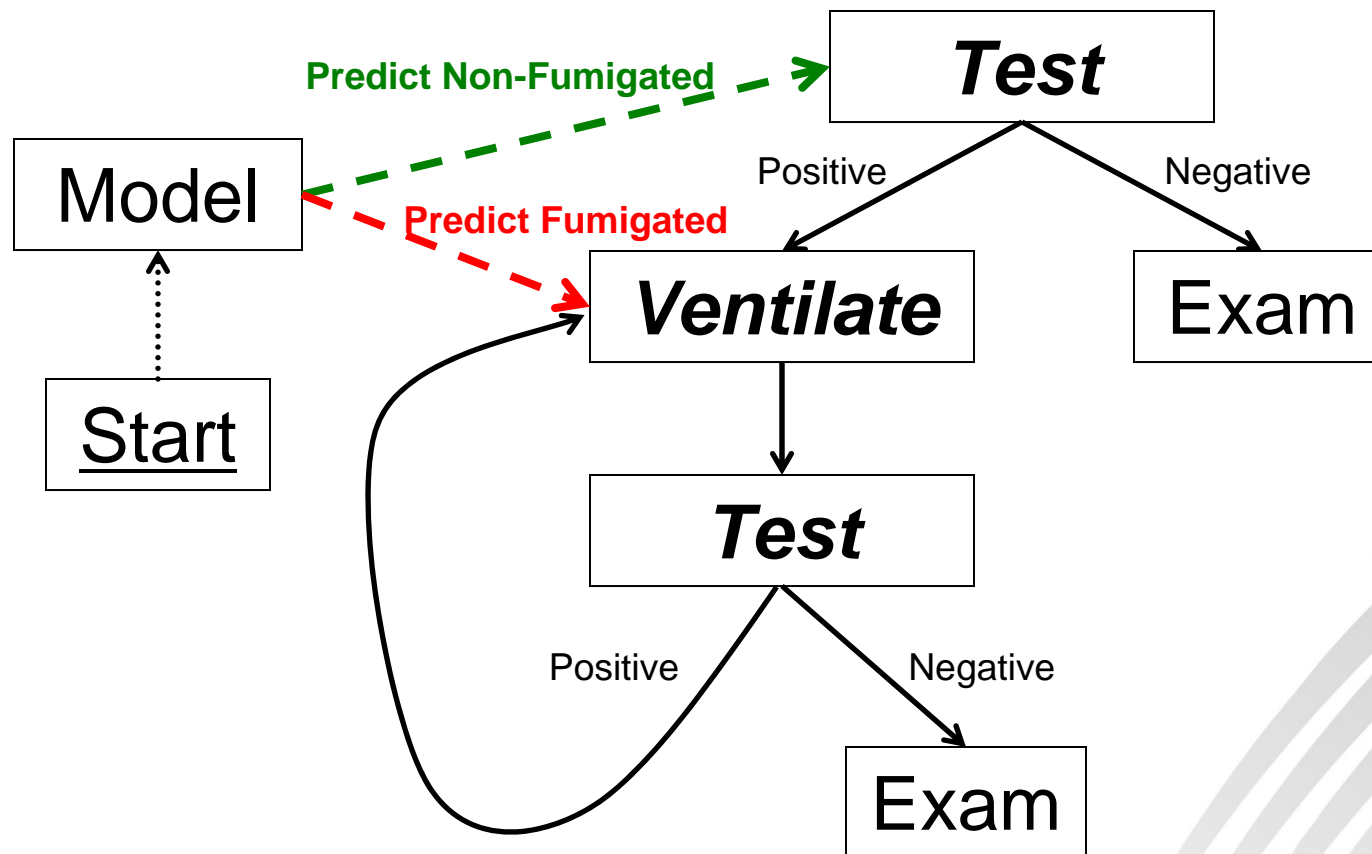 Test
Predict Non-Fumigated
Model
Positive
Negative
Predict Fumigated
Ventilate
Exam
Start
Test
Positive
Negative
Exam